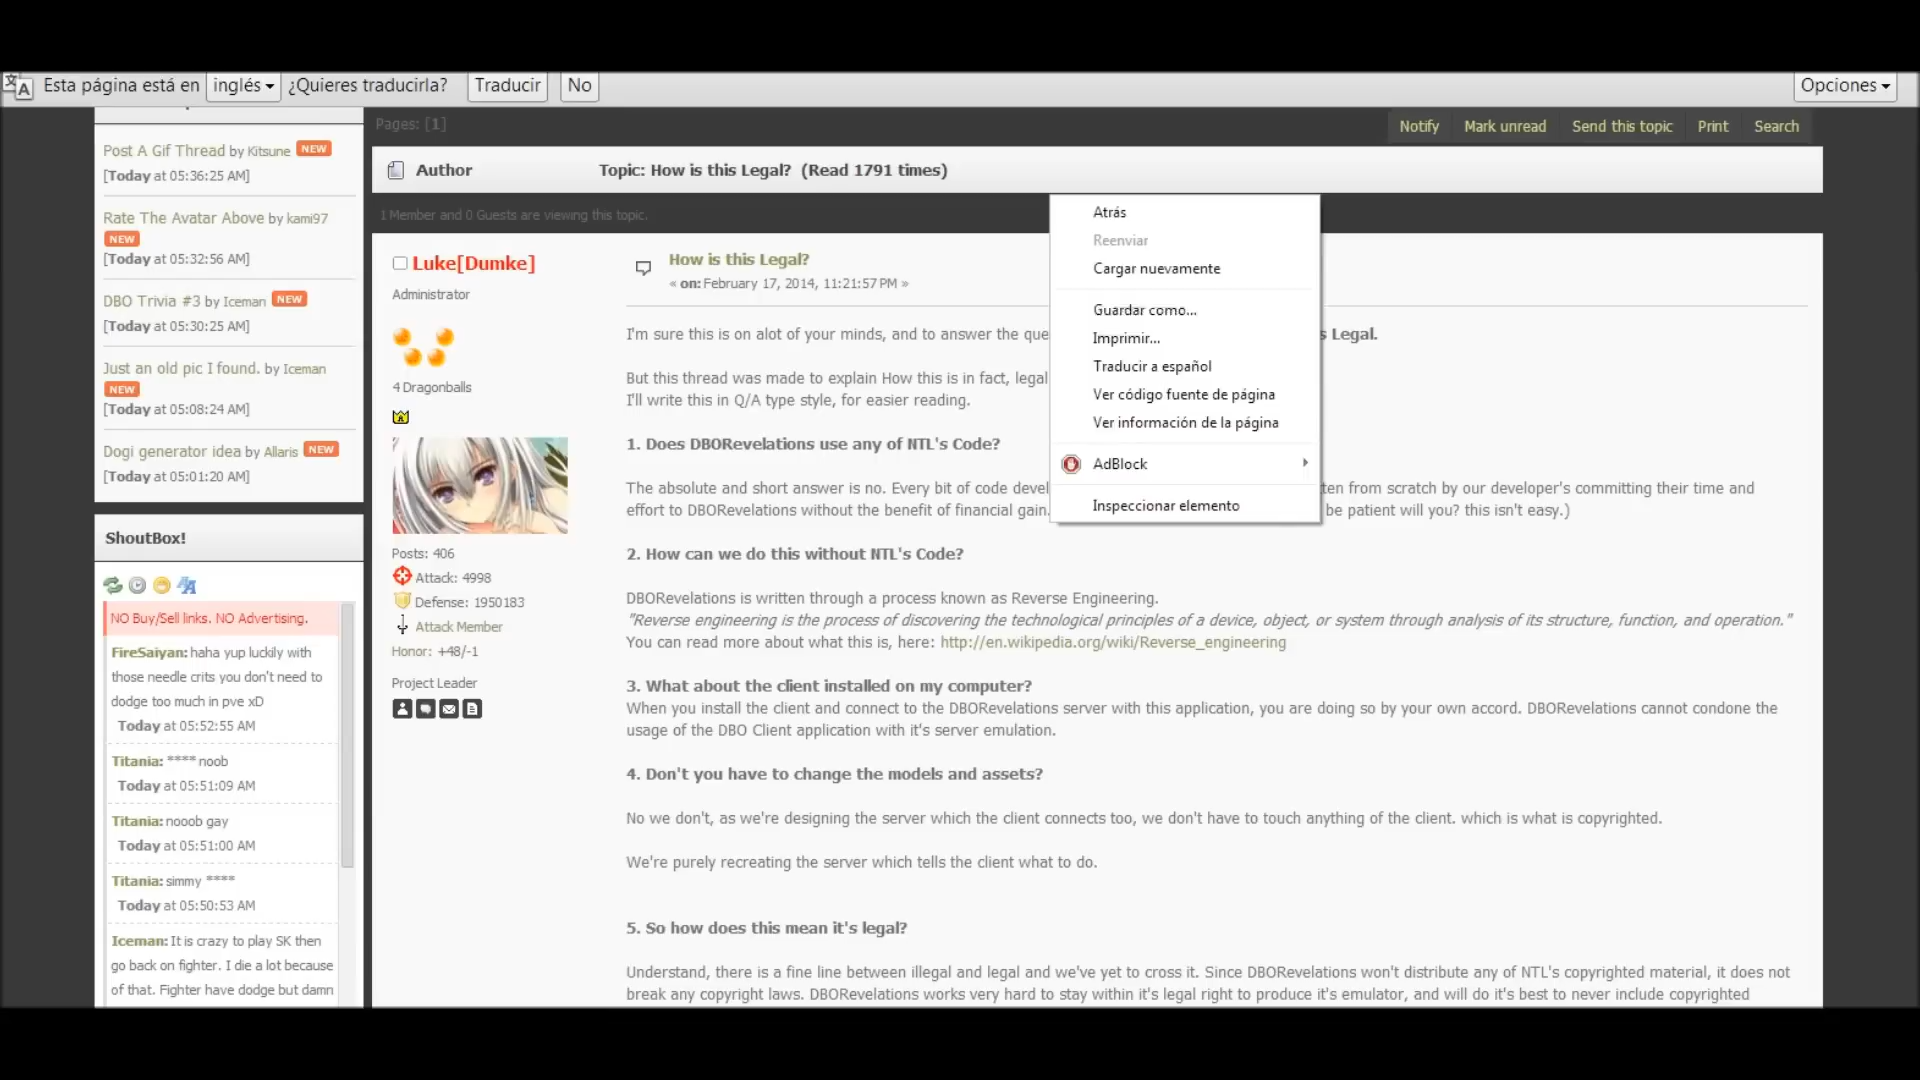 Esta página está en inglés ¿Quieres traducirla? Traducir No Opciones
Post A Gif Thread by Kitsune NEW
[Today at 05:36:25 AM]
Rate The Avatar Above by kami97
NEW
[Today at 05:32:56 AM]
DBO Trivia #3 by Iceman NEW
[Today at 05:30:25 AM]
Just an old pic I found. by Iceman
NEW
[Today at 05:08:24 AM]
Dogi generator idea by Allaris NEW
[Today at 05:01:20 AM]
ShoutBox!
NO Buy/Sell links. NO Advertising.
FireSaiyan: haha yup luckily with
those needle crits you don't need to
dodge too much in pve xD
Today at 05:52:55 AM
Titania: **** noob
Today at 05:51:09 AM
Titania: nooob gay
Today at 05:51:00 AM
Titania: simmy ****
Today at 05:50:53 AM
Iceman: It is crazy to play SK then
go back on fighter. I die a lot because
of that. Fighter have dodge but damn
Pages: [1]
Notify Mark unread Send this topic Print Search
Author Topic: How is this Legal? (Read 1791 times)
1 Member and 0 Guests are viewing this topic.
Luke[Dumke]
Administrator
4 Dragonballs
Posts: 406
Attack: 4998
Defense: 1950183
Attack Member
Honor: +48/-1
Project Leader
How is this Legal?
« on: February 17, 2014, 11:21:57 PM »
I'm sure this is on alot of your minds, and to answer the que
s Legal.
But this thread was made to explain How this is in fact, legal
I'll write this in Q/A type style, for easier reading.
1. Does DBORevelations use any of NTL's Code?
The absolute and short answer is no. Every bit of code devel
ten from scratch by our developer's committing their time and
effort to DBORevelations without the benefit of financial gain.
be patient will you? this isn't easy.)
2. How can we do this without NTL's Code?
DBORevelations is written through a process known as Reverse Engineering.
"Reverse engineering is the process of discovering the technological principles of a device, object, or system through analysis of its structure, function, and operation."
You can read more about what this is, here: http://en.wikipedia.org/wiki/Reverse_engineering
3. What about the client installed on my computer?
When you install the client and connect to the DBORevelations server with this application, you are doing so by your own accord. DBORevelations cannot condone the
usage of the DBO Client application with it's server emulation.
4. Don't you have to change the models and assets?
No we don't, as we're designing the server which the client connects too, we don't have to touch anything of the client. which is what is copyrighted.
We're purely recreating the server which tells the client what to do.
5. So how does this mean it's legal?
Understand, there is a fine line between illegal and legal and we've yet to cross it. Since DBORevelations won't distribute any of NTL's copyrighted material, it does not
break any copyright laws. DBORevelations works very hard to stay within it's legal right to produce it's emulator, and will do it's best to never include copyrighted
Atrás
Reenviar
Cargar nuevamente
Guardar como...
Imprimir...
Traducir a español
Ver código fuente de página
Ver información de la página
AdBlock
Inspeccionar elemento